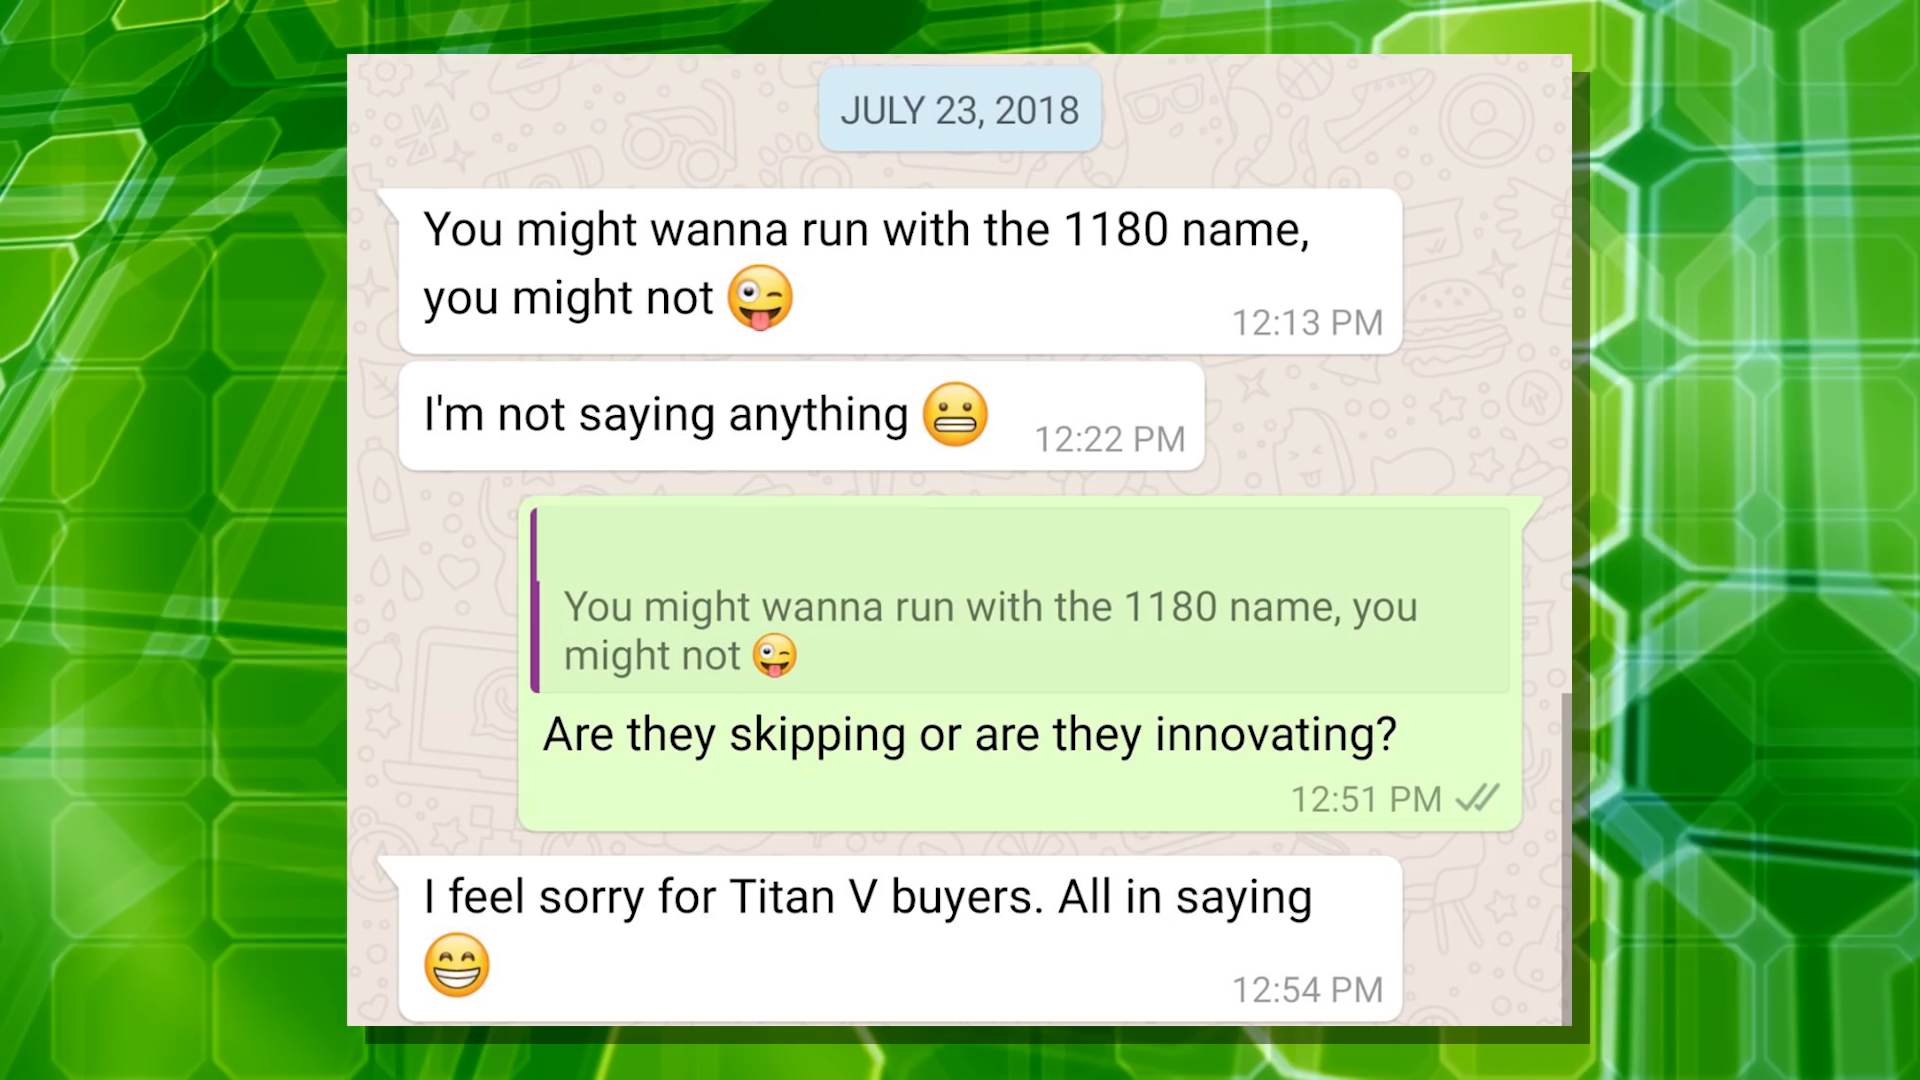 JULY 23, 2018
You might wanna run with the 1180 name,
you might not 😜
12:13 PM
I'm not saying anything 😬
12:22 PM
You might wanna run with the 1180 name, you
might not 😜
Are they skipping or are they innovating?
12:51 PM
I feel sorry for Titan V buyers. All in saying
😁
12:54 PM